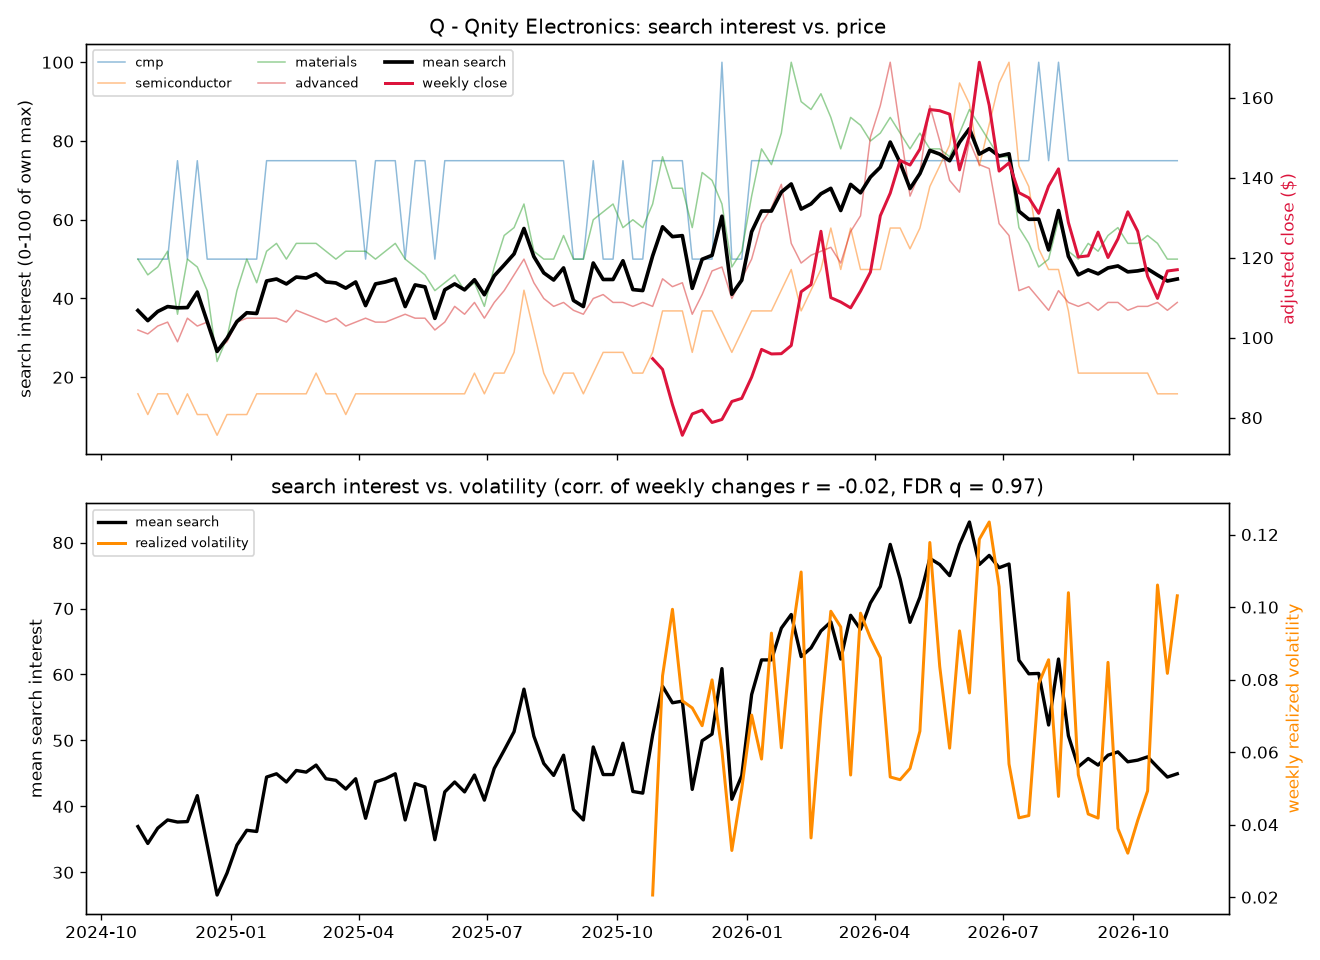 Q - Qnity Electronics: search interest vs. price
cmp
semiconductor
materials
advanced
mean search
weekly close
search interest (0-100 of own max)
100
80
60
40
20
adjusted close ($)
160
140
120
100
80
search interest vs. volatility (corr. of weekly changes r = -0.02, FDR q = 0.97)
mean search
realized volatility
mean search interest
80
70
60
50
40
30
weekly realized volatility
0.12
0.10
0.08
0.06
0.04
0.02
2024-10
2025-01
2025-04
2025-07
2025-10
2026-01
2026-04
2026-07
2026-10